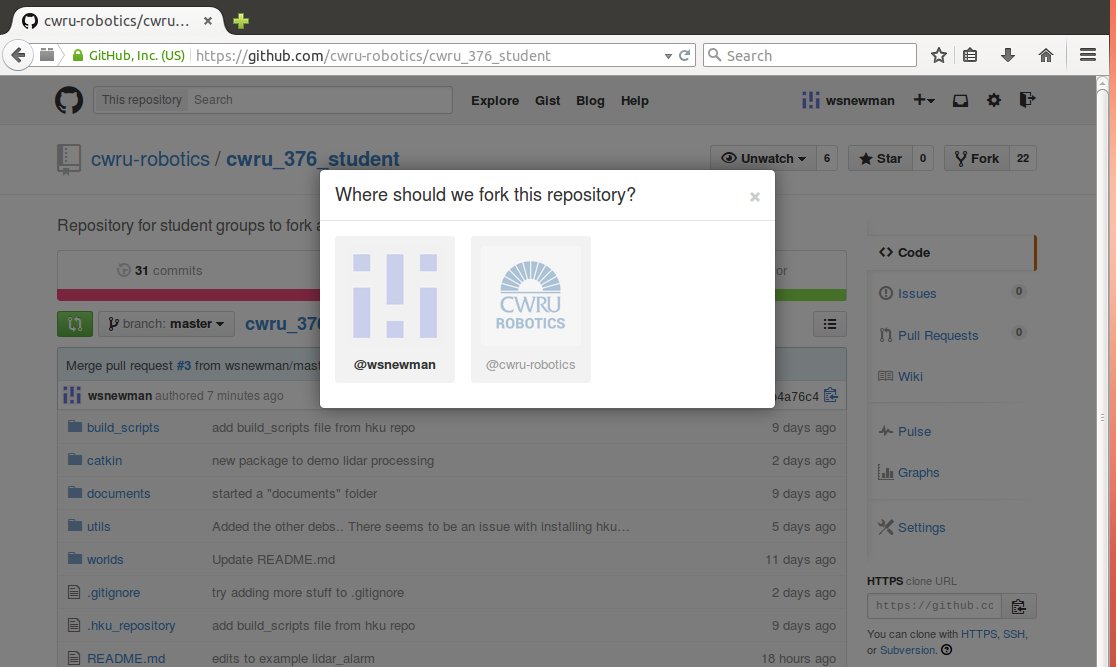 cwru-robotics/cwru...
GitHub, Inc. (US) https://github.com/cwru-robotics/cwru_376_student Search
This repository Search Explore Gist Blog Help wsnewman
cwru-robotics / cwru_376_student Unwatch 6 Star 0 Fork 22
Where should we fork this repository?
Repository for student groups to fork
@wsnewman
CWRU
ROBOTICS
@cwru-robotics
31 commits
or
branch: master cwru_376
Merge pull request #3 from wsnewman/mast
wsnewman authored 7 minutes ago 4a76c4
build_scripts add build_scripts file from hku repo 9 days ago
catkin new package to demo lidar processing 2 days ago
documents started a "documents" folder 9 days ago
utils Added the other debs.. There seems to be an issue with installing hku... 5 days ago
worlds Update README.md 11 days ago
.gitignore try adding more stuff to .gitignore 2 days ago
.hku_repository add build_scripts file from hku repo 9 days ago
README.md edits to example lidar_alarm 18 hours ago
Code
Issues 0
Pull Requests 0
Wiki
Pulse
Graphs
Settings
HTTPS clone URL
https://github.cc
You can clone with HTTPS, SSH,
or Subversion.